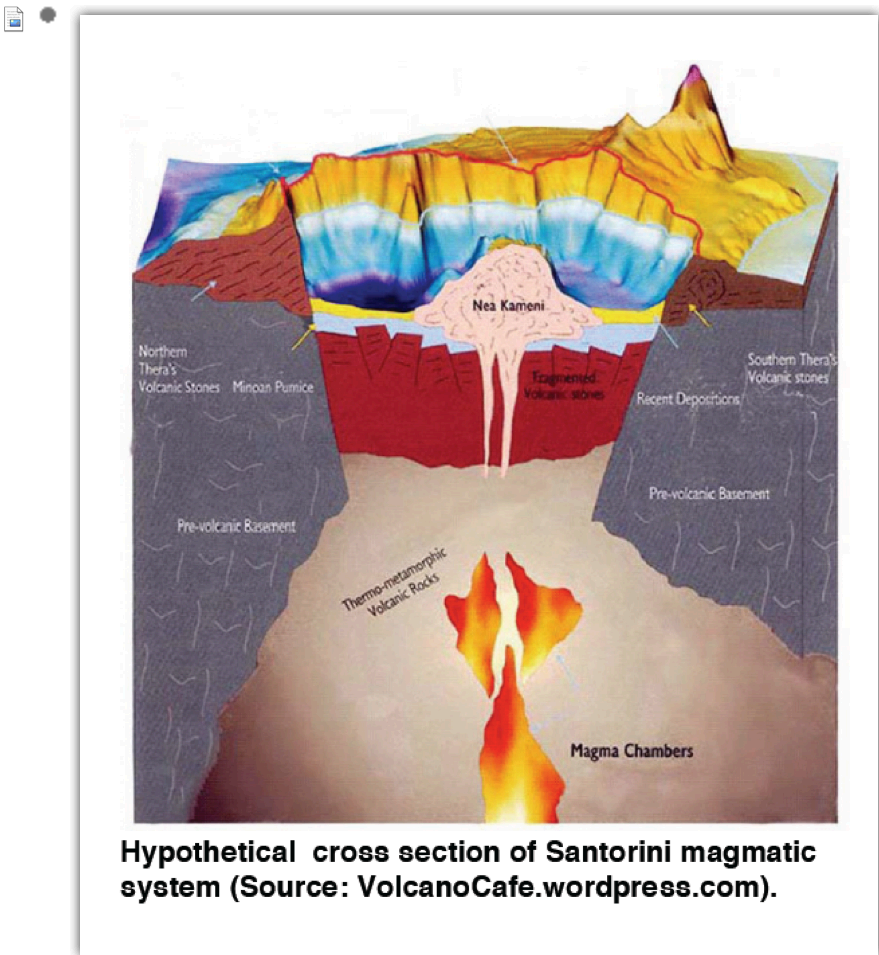 Nea Kameni
Northern
Thera's
Volcanic Stones
Minoan Pumice
Fragmented
Volcanic stones
Southern Thera's
Volcanic stones
Recent Depositions
Pre-volcanic Basement
Pre-volcanic Basement
Thermo-metamorphic
Volcanic Rocks
Magma Chambers
Hypothetical cross section of Santorini magmatic
system (Source: VolcanoCafe.wordpress.com).